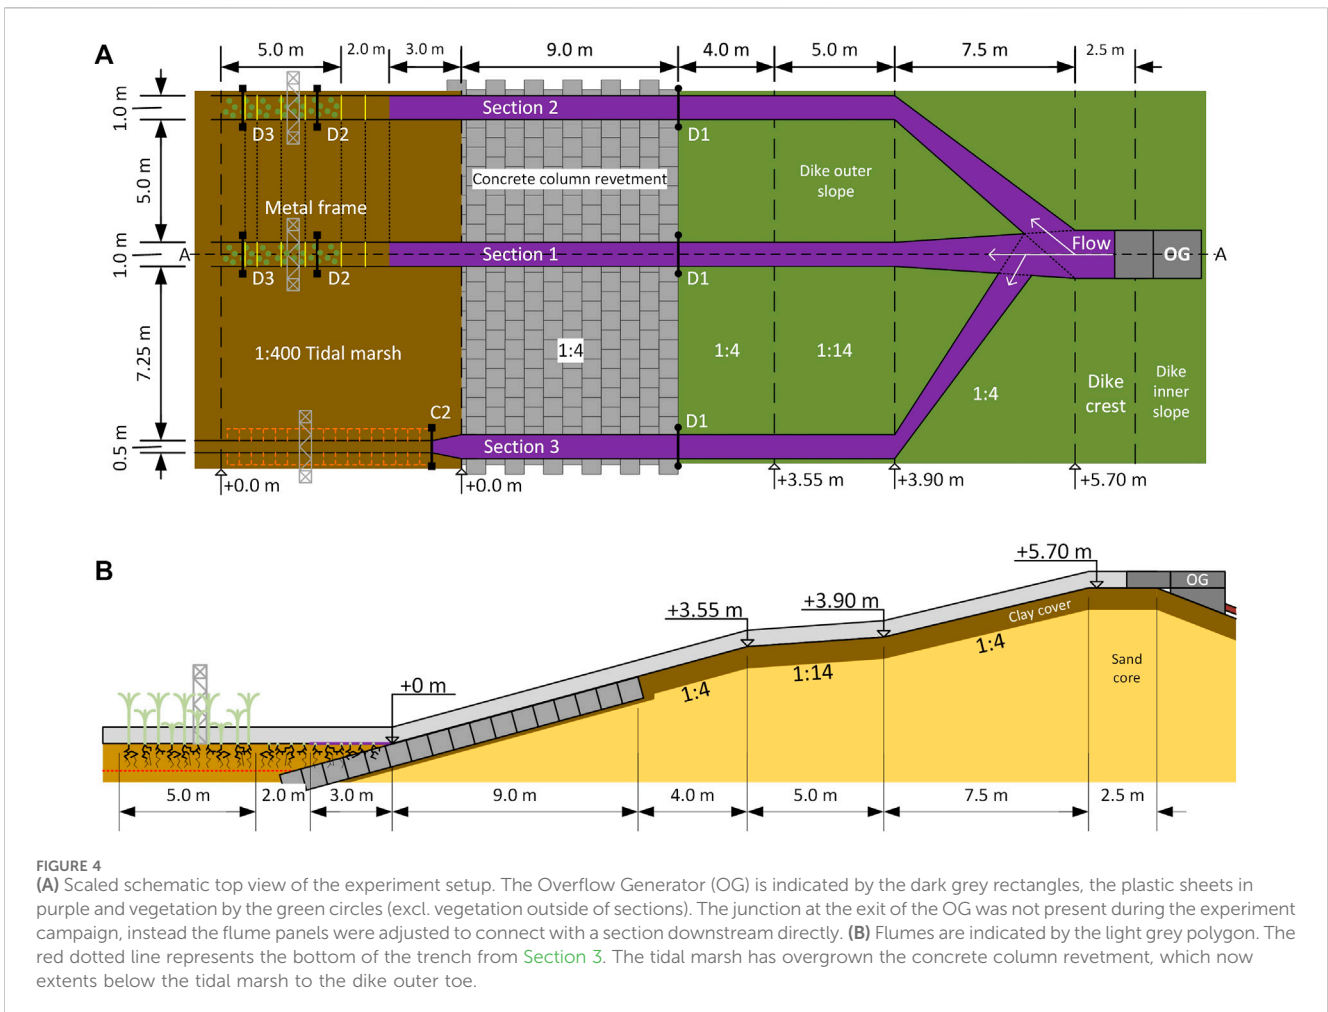 A
5.0 m
2.0 m
3.0 m
9.0 m
4.0 m
5.0 m
7.5 m
2.5 m
1.0 m
Section 2
D3
D2
D1
5.0 m
Concrete column revetment
Dike outer
slope
Metal frame
1.0 m
A
Section 1
Flow
OG
A
D3
D2
D1
7.25 m
1:400 Tidal marsh
1:4
1:4
1:14
1:4
Dike
crest
Dike
inner
slope
C2
D1
0.5 m
Section 3
+0.0 m
+0.0 m
+3.55 m
+3.90 m
+5.70 m
B
+5.70 m
OG
+3.55 m
+3.90 m
Clay cover
1:4
1:14
1:4
Sand
core
+0 m
5.0 m
2.0 m
3.0 m
9.0 m
4.0 m
5.0 m
7.5 m
2.5 m
FIGURE 4
(A) Scaled schematic top view of the experiment setup. The Overflow Generator (OG) is indicated by the dark grey rectangles, the plastic sheets in
purple and vegetation by the green circles (excl. vegetation outside of sections). The junction at the exit of the OG was not present during the experiment
campaign, instead the flume panels were adjusted to connect with a section downstream directly. (B) Flumes are indicated by the light grey polygon. The
red dotted line represents the bottom of the trench from Section 3. The tidal marsh has overgrown the concrete column revetment, which now
extents below the tidal marsh to the dike outer toe.